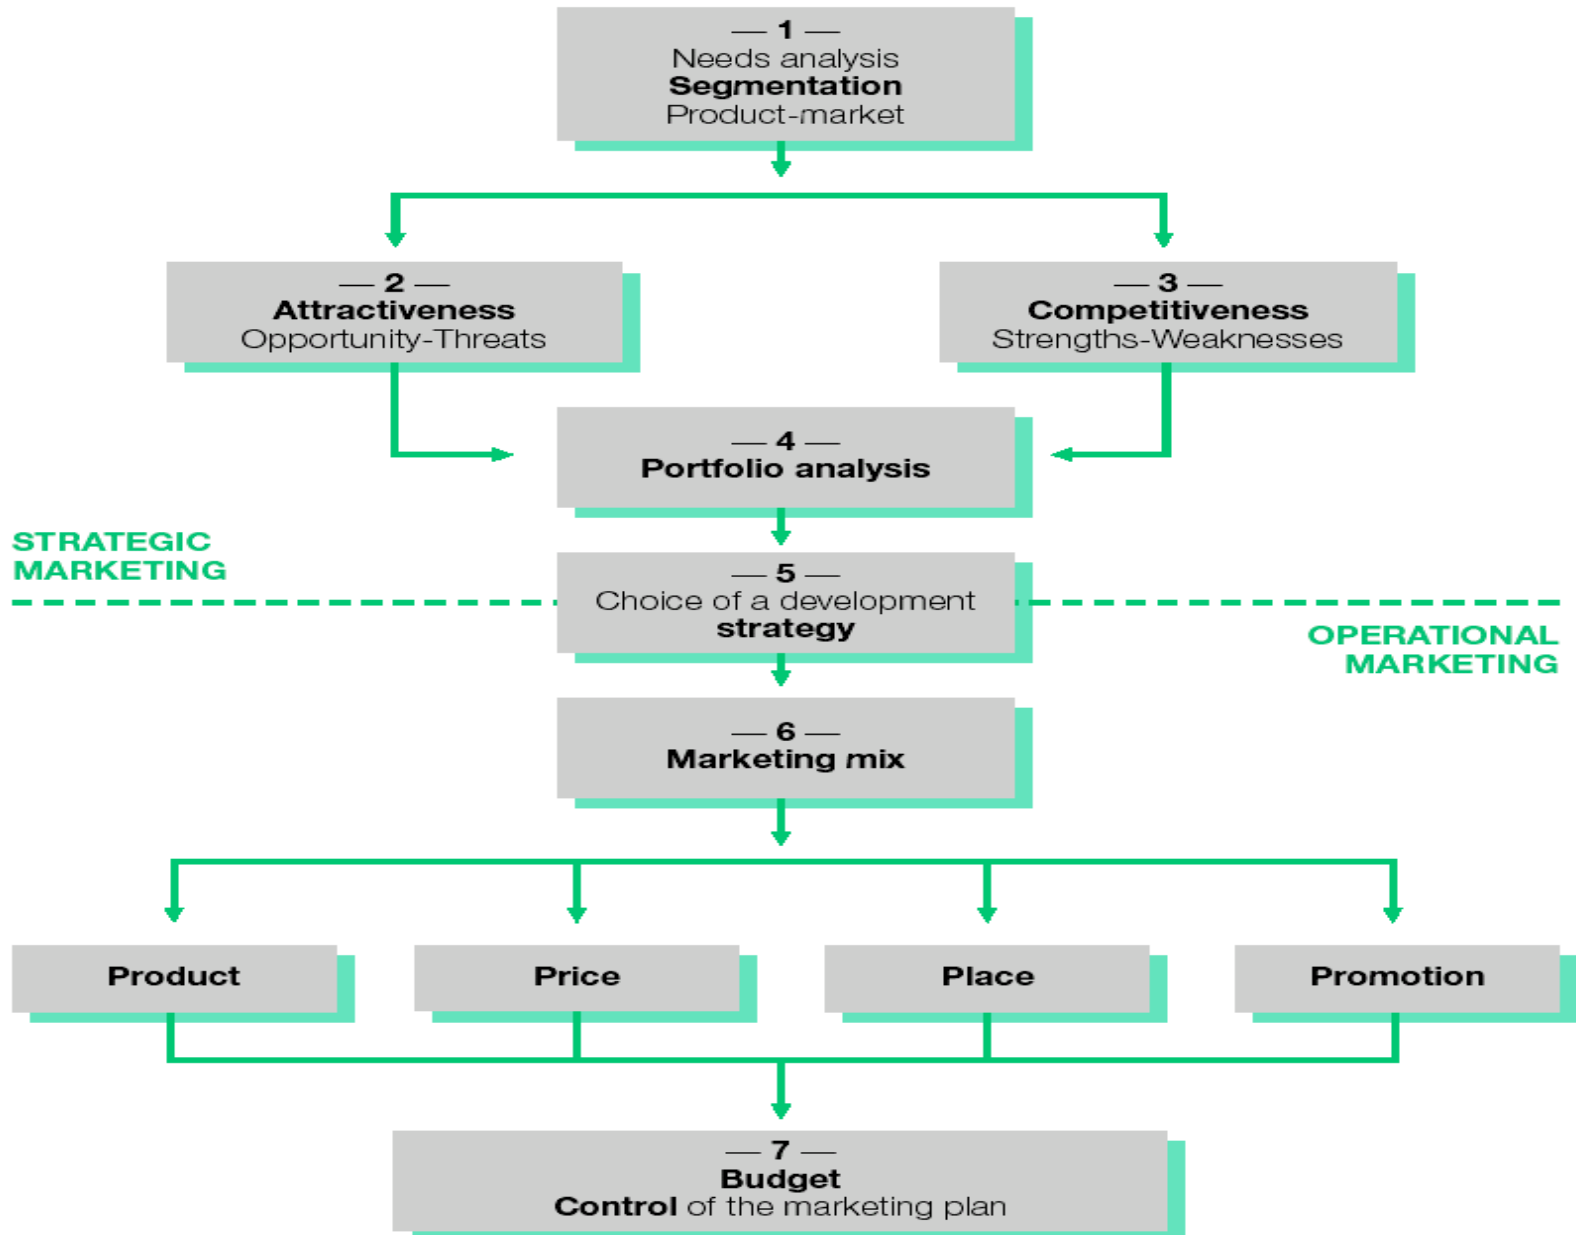 — 1 —
Needs analysis
Segmentation
Product-market
— 2 —
Attractiveness
Opportunity-Threats
— 3 —
Competitiveness
Strengths-Weaknesses
— 4 —
Portfolio analysis
STRATEGIC
MARKETING
— 5 —
Choice of a development
strategy
OPERATIONAL
MARKETING
— 6 —
Marketing mix
Product
Price
Place
Promotion
— 7 —
Budget
Control of the marketing plan